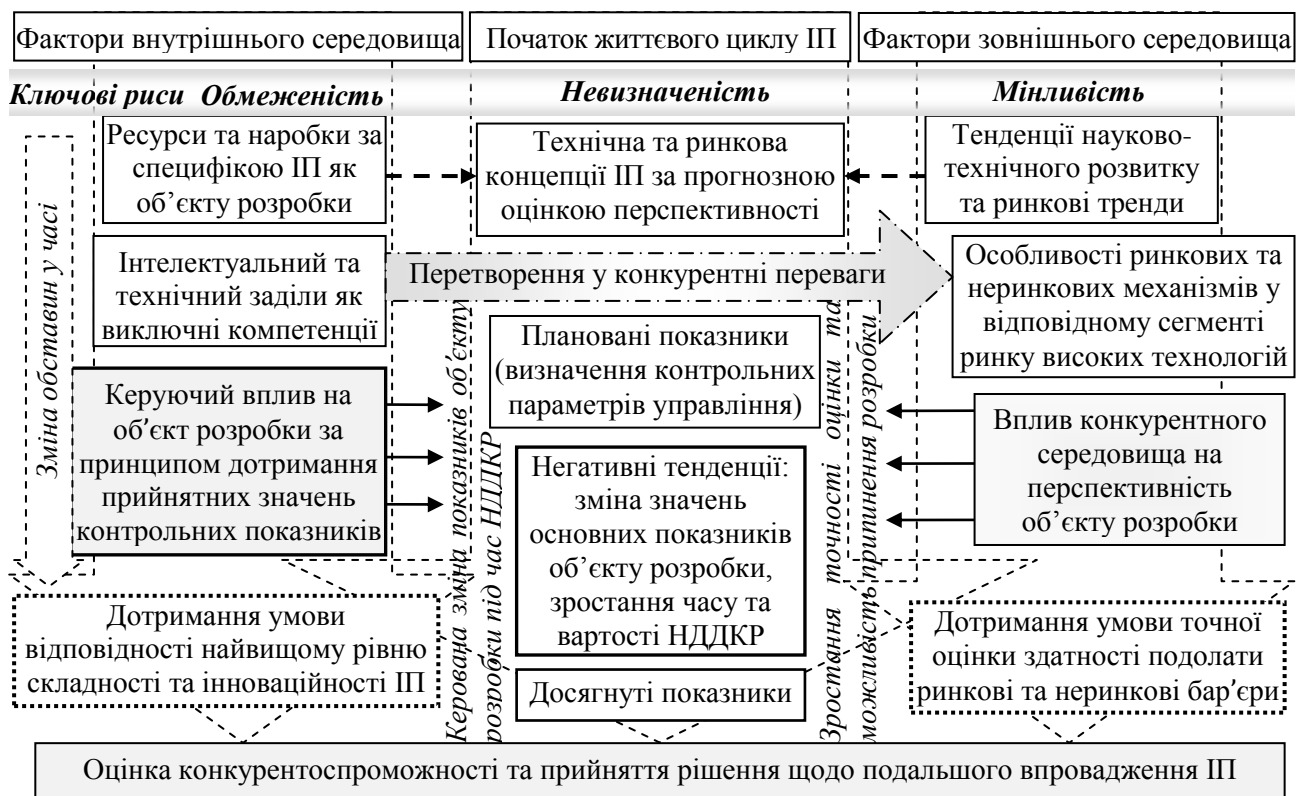 Фактори внутрішнього середовища
Початок життєвого циклу ІП
Фактори зовнішнього середовища
Ключові риси
Обмеженість
Невизначеність
Мінливість
Ресурси та наробки за
специфікою ІП як
об’єкту розробки
Технічна та ринкова
концепції ІП за прогнозною
оцінкою перспективності
Тенденції науково-
технічного розвитку
та ринкові тренди
Зміна обставин у часі
Інтелектуальний та
технічний заділи як
виключні компетенції
Перетворення у конкурентні переваги
Особливості ринкових та
неринкових механізмів у
відповідному сегменті
ринку високих технологій
Плановані показники
(визначення контрольних
параметрів управління)
Керуючий вплив на
об’єкт розробки за
принципом дотримання
прийнятних значень
контрольних показників
Керована зміна показників об’єкту
розробки під час НДДКР
Негативні тенденції:
зміна значень
основних показників
об’єкту розробки,
зростання часу та
вартості НДДКР
Зростання точності оцінки та
можливість припинення розробки
Вплив конкурентного
середовища на
перспективність
об’єкту розробки
Дотримання умови
відповідності найвищому рівню
складності та інноваційності ІП
Досягнуті показники
Дотримання умови точної
оцінки здатності подолати
ринкові та неринкові бар’єри
Оцінка конкурентоспроможності та прийняття рішення щодо подальшого впровадження ІП